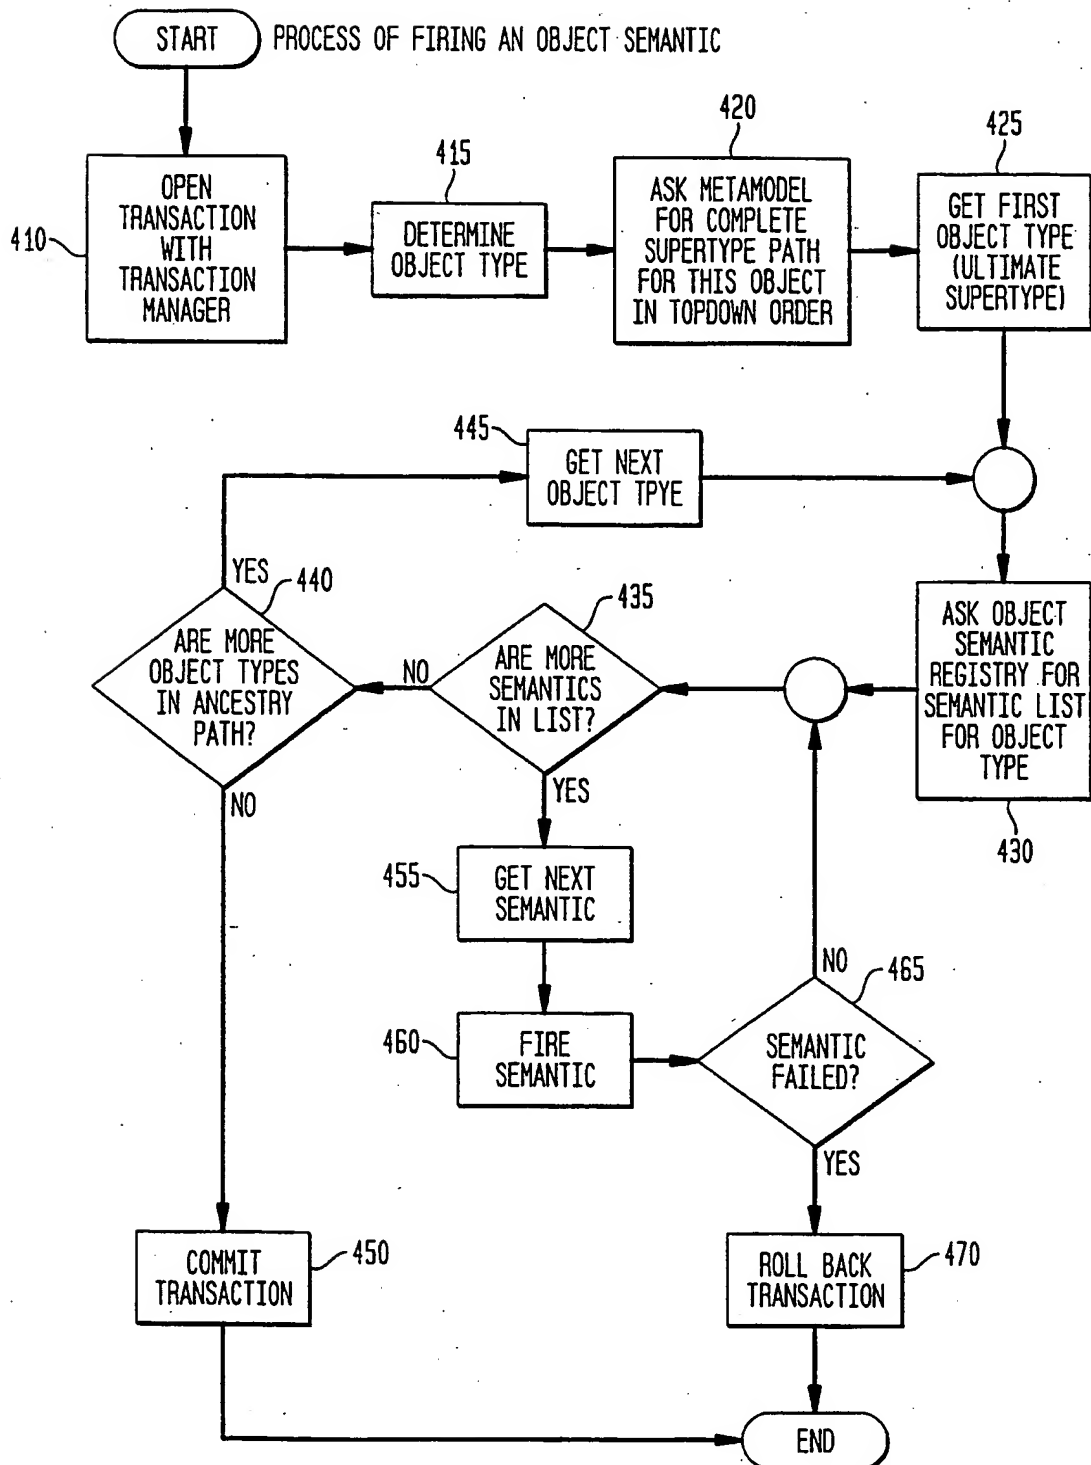 START
PROCESS OF FIRING AN OBJECT SEMANTIC
410
OPEN
TRANSACTION
WITH
TRANSACTION
MANAGER
415
DETERMINE
OBJECT TYPE
420
ASK METAMODEL
FOR COMPLETE
SUPERTYPE PATH
FOR THIS OBJECT
IN TOPDOWN ORDER
425
GET FIRST
OBJECT TYPE
(ULTIMATE
SUPERTYPE)
445
GET NEXT
OBJECT TPYE
YES
440
ARE MORE
OBJECT TYPES
IN ANCESTRY
PATH?
NO
NO
435
ARE MORE
SEMANTICS
IN LIST?
YES
ASK OBJECT
SEMANTIC
REGISTRY FOR
SEMANTIC LIST
FOR OBJECT
TYPE
430
455
GET NEXT
SEMANTIC
460
FIRE
SEMANTIC
NO
465
SEMANTIC
FAILED?
YES
COMMIT
TRANSACTION
450
ROLL BACK
TRANSACTION
470
END